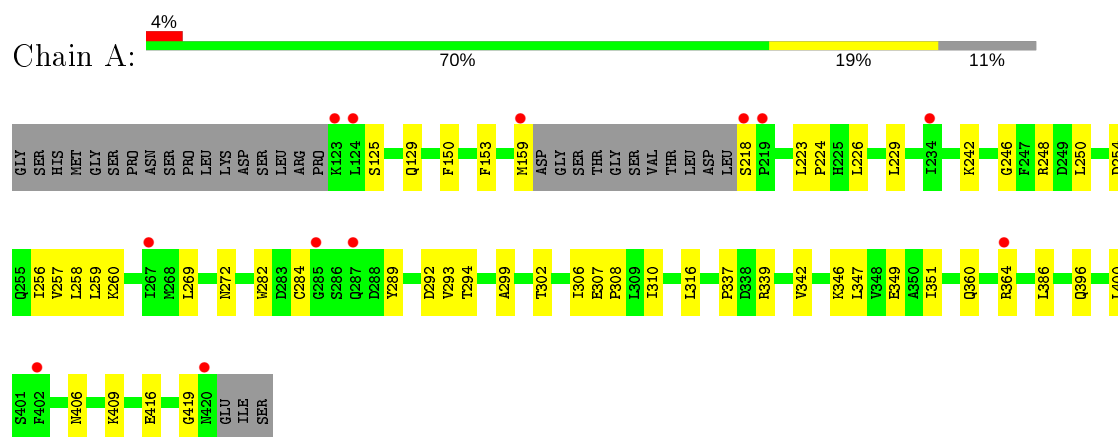 4%
Chain A:
70% 19% 11%
GLY SER HIS MET GLY SER PRO ASN SER PRO LEU LYS ASP SER SER LEU ARG PRO K123 L124 S125 Q129 F150 F153 M159 ASP GLY SER THR GLY SER VAL THR LEU ASP LEU S218 P219 L223 P224 H225 L226 L229 I234 K242 G246 F247 R248 D249 L250 D254
Q255 I256 V257 L258 L259 K260 I267 M268 L269 N272 W282 D283 C284 G285 S286 Q287 D288 Y289 D292 V293 T294 A299 T302 I306 E307 P308 L309 I310 L316 P337 D338 R339 V342 K346 L347 V348 E349 A350 I351 Q360 R364 L386 Q396 L400
S401 F402 N406 K409 E416 G419 N420 GLU ILE SER